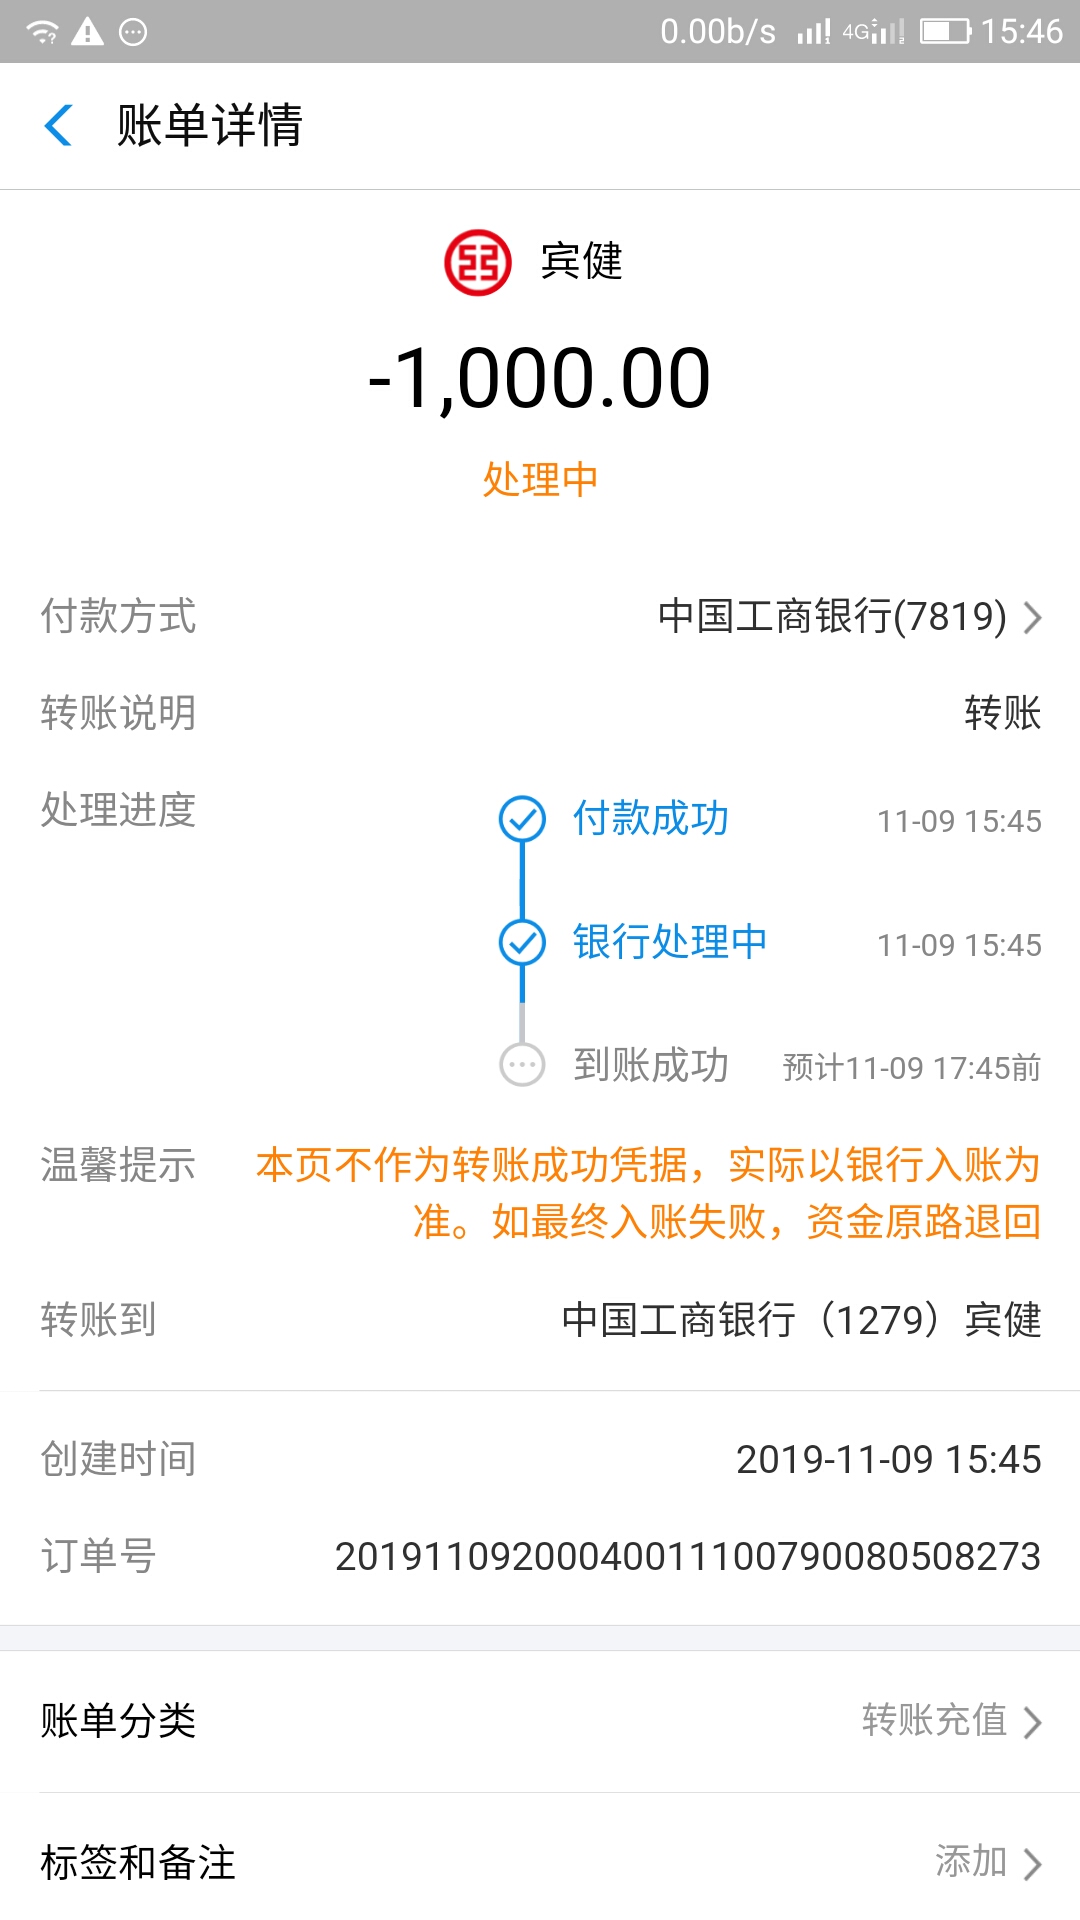 0.00b/s 4G 15:46
账单详情
宾健
-1,000.00
处理中
付款方式 中国工商银行(7819)
转账说明 转账
处理进度 付款成功 11-09 15:45
银行处理中 11-09 15:45
到账成功 预计11-09 17:45前
温馨提示 本页不作为转账成功凭据，实际以银行入账为
准。如最终入账失败，资金原路退回
转账到 中国工商银行（1279）宾健
创建时间 2019-11-09 15:45
订单号 20191109200040011100790080508273
账单分类 转账充值
标签和备注 添加